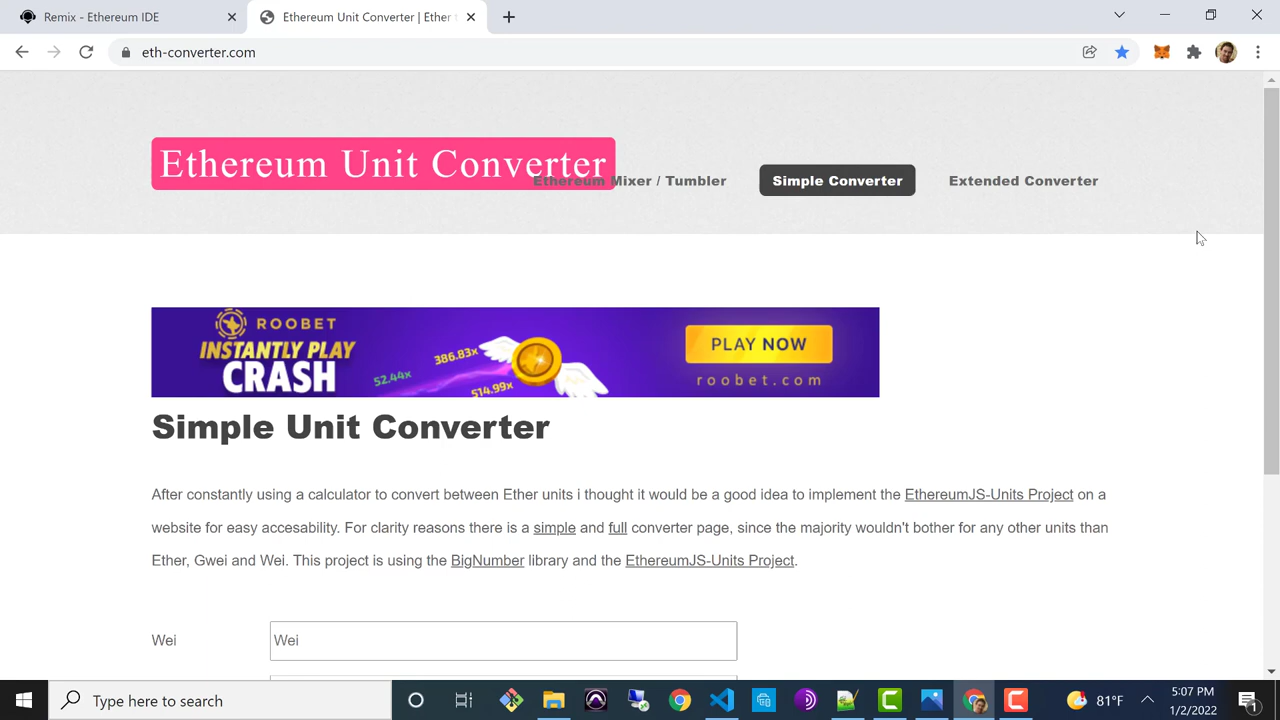 Remix - Ethereum IDE
Ethereum Unit Converter | Ether t
eth-converter.com
Ethereum Unit Converter
Ethereum Mixer / Tumbler
Simple Converter
Extended Converter
ROOBET
INSTANTLY PLAY
CRASH
52.44x
386.83x
514.99x
PLAY NOW
roobet.com
Simple Unit Converter
After constantly using a calculator to convert between Ether units i thought it would be a good idea to implement the EthereumJS-Units Project on a
website for easy accesability. For clarity reasons there is a simple and full converter page, since the majority wouldn't bother for any other units than
Ether, Gwei and Wei. This project is using the BigNumber library and the EthereumJS-Units Project.
Wei
Wei
Type here to search
81°F
5:07 PM
1/2/2022
1